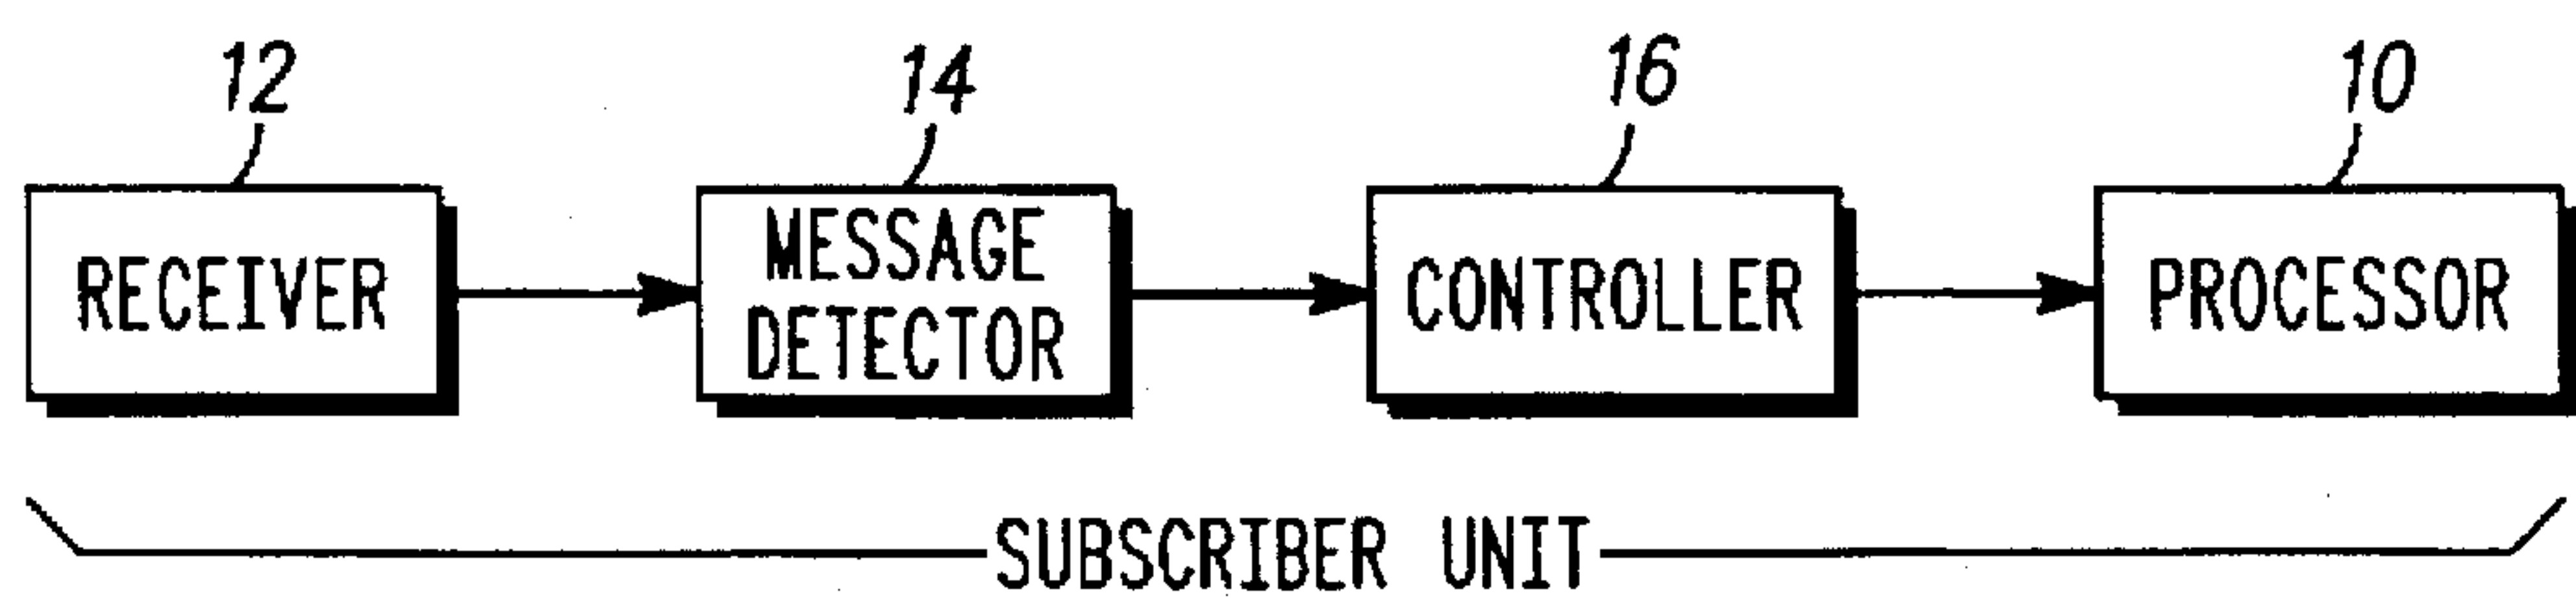 12
14
16
10
RECEIVER
MESSAGE
DETECTOR
CONTROLLER
PROCESSOR
SUBSCRIBER UNIT